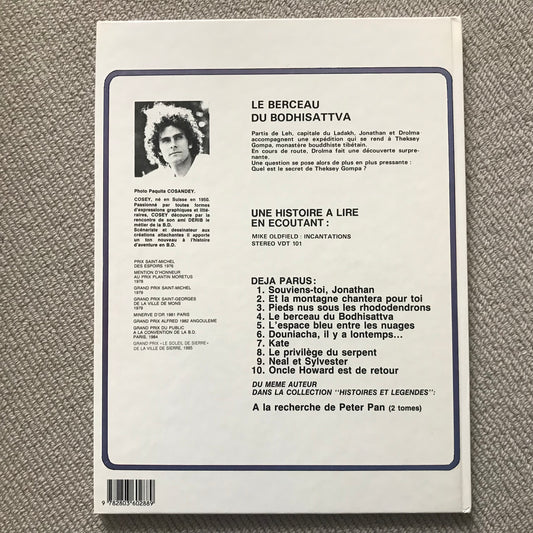 LE BERCEAU
DU BODHISATTVA
Partis de Leh, capitale du Ladakh, Jonathan et Drolma
accompagnent une expédition qui se rend à Theksey
Gompa, monastère bouddhiste tibétain.
En cours de route, Drolma fait une découverte surpre-
nante.
Une question se pose alors de plus en plus pressante :
Quel est le secret de Theksey Gompa ?
Photo Paquita COSANDEY.
COSEY, né en Suisse en 1950.
Passionné par toutes formes
d'expressions graphiques et litté-
raires, COSEY découvre par la
rencontre de son ami DERIB le
métier de la B.D.
Scénariste et dessinateur aux
créations attachantes il apporte
un ton nouveau à l'histoire
d'aventure en B.D.
PRIX SAINT-MICHEL
DES ESPOIRS 1976
MENTION D'HONNEUR
AU PRIX PLANTIN MORETUS
1979
GRAND PRIX SAINT-MICHEL
1979
GRAND PRIX SAINT-GEORGES
DE LA VILLE DE MONS
1979
MINERVE D'OR 1981 PARIS
GRAND PRIX ALFRED 1982 ANGOULEME
GRAND PRIX DU PUBLIC
A LA CONVENTION DE LA B.D.
PARIS, 1984
GRAND PRIX « LE SOLEIL DE SIERRE »
DE LA VILLE DE SIERRE, 1985
UNE HISTOIRE A LIRE
EN ECOUTANT :
MIKE OLDFIELD : INCANTATIONS
STEREO VDT 101
DEJA PARUS :
1. Souviens-toi, Jonathan
2. Et la montagne chantera pour toi
3. Pieds nus sous les rhododendrons
4. Le berceau du Bodhisattva
5. L'espace bleu entre les nuages
6. Douniacha, il y a lontemps...
7. Kate
8. Le privilège du serpent
9. Neal et Sylvester
10. Oncle Howard est de retour
DU MEME AUTEUR
DANS LA COLLECTION "HISTOIRES ET LEGENDES":
A la recherche de Peter Pan (2 tomes)
9 782803 602889